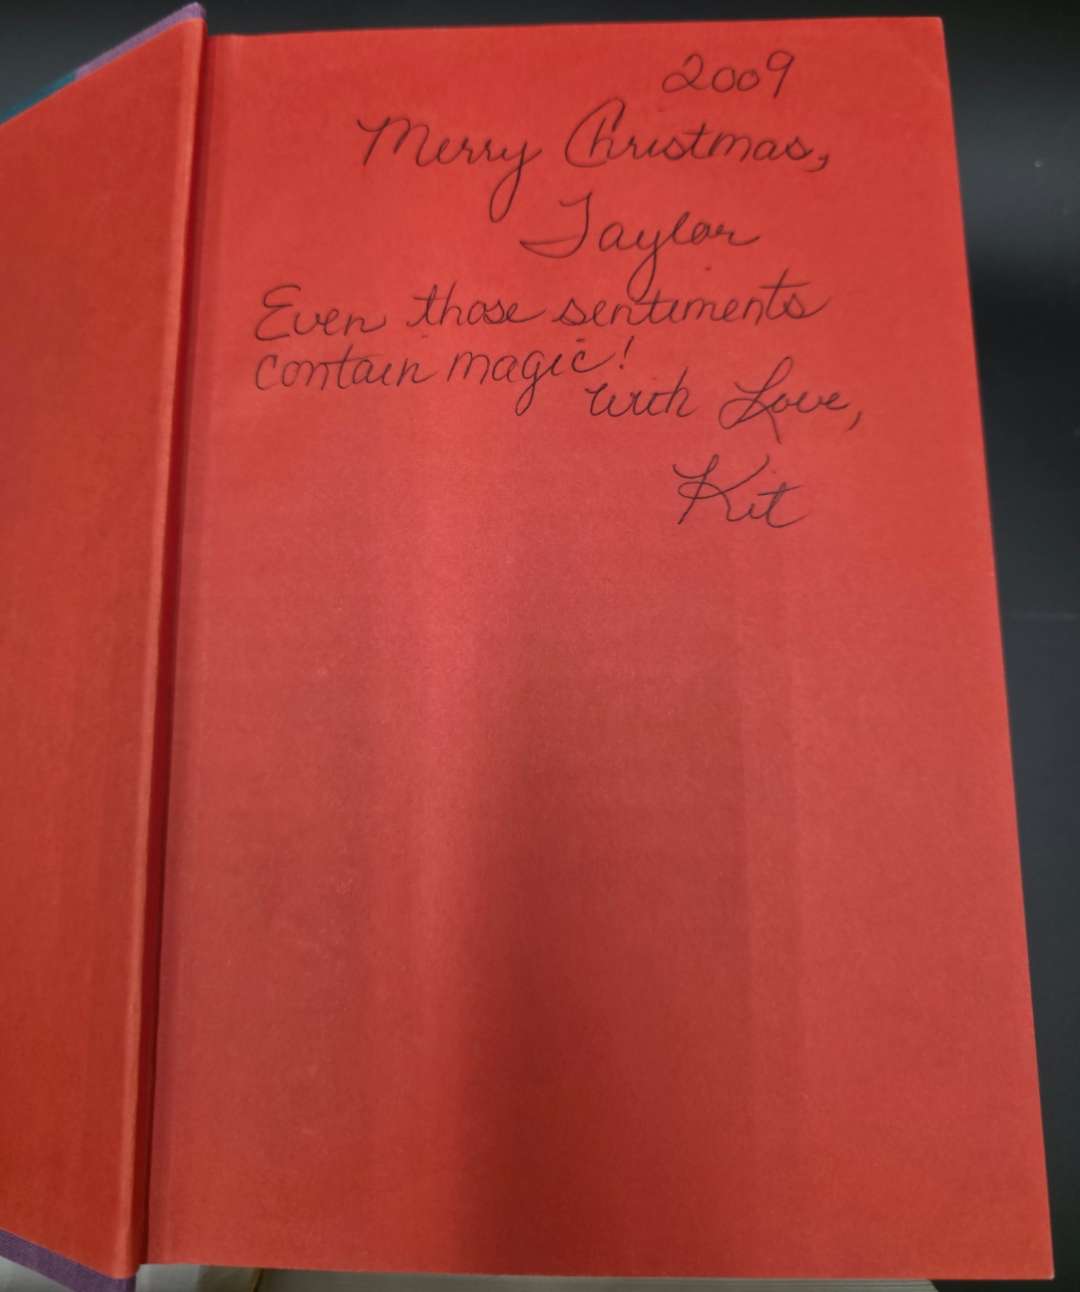 2009
Merry Christmas,
Taylor
Even those sentiments
contain magic!
with Love,
Kit